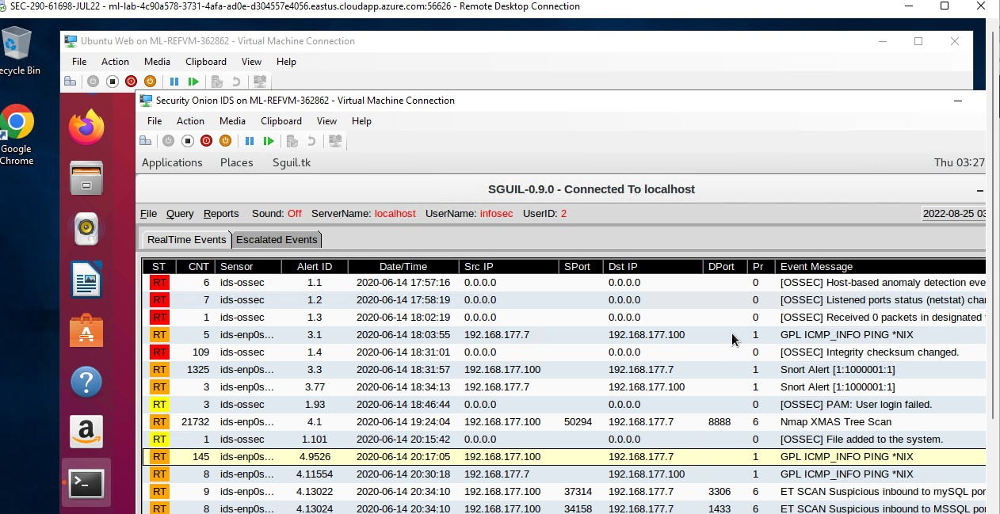 SEC-290-61698-JUL22 - ml-lab-4c90a578-3731-4afa-ad0e-d304557e4056.eastus.cloudapp.azure.com:56626 - Remote Desktop Connection
ecycle Bin
Google
Chrome
Ubuntu Web on ML-REFVM-362862 - Virtual Machine Connection
File Action Media Clipboard View Help
Security Onion IDS on ML-REFVM-362862 - Virtual Machine Connection
File Action Media Clipboard View Help
Applications Places Sguil.tk Thu 03:27
SGUIL-0.9.0 - Connected To localhost
File Query Reports Sound: Off ServerName: localhost UserName: infosec UserID: 2 2022-08-25 03
RealTime Events Escalated Events
ST CNT Sensor Alert ID Date/Time Src IP SPort Dst IP DPort Pr Event Message
RT 6 ids-ossec 1.1 2020-06-14 17:57:16 0.0.0.0 0.0.0.0 0 [OSSEC] Host-based anomaly detection eve
RT 7 ids-ossec 1.2 2020-06-14 17:58:19 0.0.0.0 0.0.0.0 0 [OSSEC] Listened ports status (netstat) cha
RT 1 ids-ossec 1.3 2020-06-14 18:02:19 0.0.0.0 0.0.0.0 0 [OSSEC] Received 0 packets in designated
RT 5 ids-enp0s... 3.1 2020-06-14 18:03:55 192.168.177.7 192.168.177.100 1 GPL ICMP_INFO PING *NIX
RT 109 ids-ossec 1.4 2020-06-14 18:31:01 0.0.0.0 0.0.0.0 0 [OSSEC] Integrity checksum changed.
RT 1325 ids-enp0s... 3.3 2020-06-14 18:31:57 192.168.177.100 192.168.177.7 1 Snort Alert [1:1000001:1]
RT 3 ids-enp0s... 3.77 2020-06-14 18:34:13 192.168.177.7 192.168.177.100 1 Snort Alert [1:1000001:1]
RT 3 ids-ossec 1.93 2020-06-14 18:46:44 0.0.0.0 0.0.0.0 0 [OSSEC] PAM: User login failed.
RT 21732 ids-enp0s... 4.1 2020-06-14 19:24:04 192.168.177.100 50294 192.168.177.7 8888 6 Nmap XMAS Tree Scan
RT 1 ids-ossec 1.101 2020-06-14 20:15:42 0.0.0.0 0.0.0.0 0 [OSSEC] File added to the system.
RT 145 ids-enp0s... 4.9526 2020-06-14 20:17:05 192.168.177.100 192.168.177.7 1 GPL ICMP_INFO PING *NIX
RT 8 ids-enp0s... 4.11554 2020-06-14 20:30:18 192.168.177.7 192.168.177.100 1 GPL ICMP_INFO PING *NIX
RT 9 ids-enp0s... 4.13022 2020-06-14 20:34:10 192.168.177.100 37314 192.168.177.7 3306 6 ET SCAN Suspicious inbound to mySQL por
RT 8 ids-enp0s... 4.13024 2020-06-14 20:34:10 192.168.177.100 34158 192.168.177.7 1433 6 ET SCAN Suspicious inbound to MSSQL por